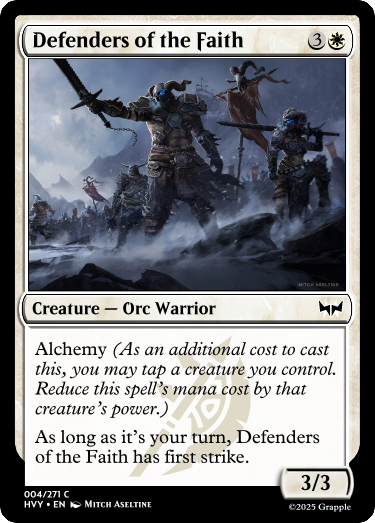 Defenders of the Faith 3
MITCH ASELTINE
Creature — Orc Warrior
Alchemy (As an additional cost to cast
this, you may tap a creature you control.
Reduce this spell's mana cost by that
creature's power.)
As long as it's your turn, Defenders
of the Faith has first strike.
3/3
004/271 C
HVY • EN Mitch Aseltine
©2025 Grapple